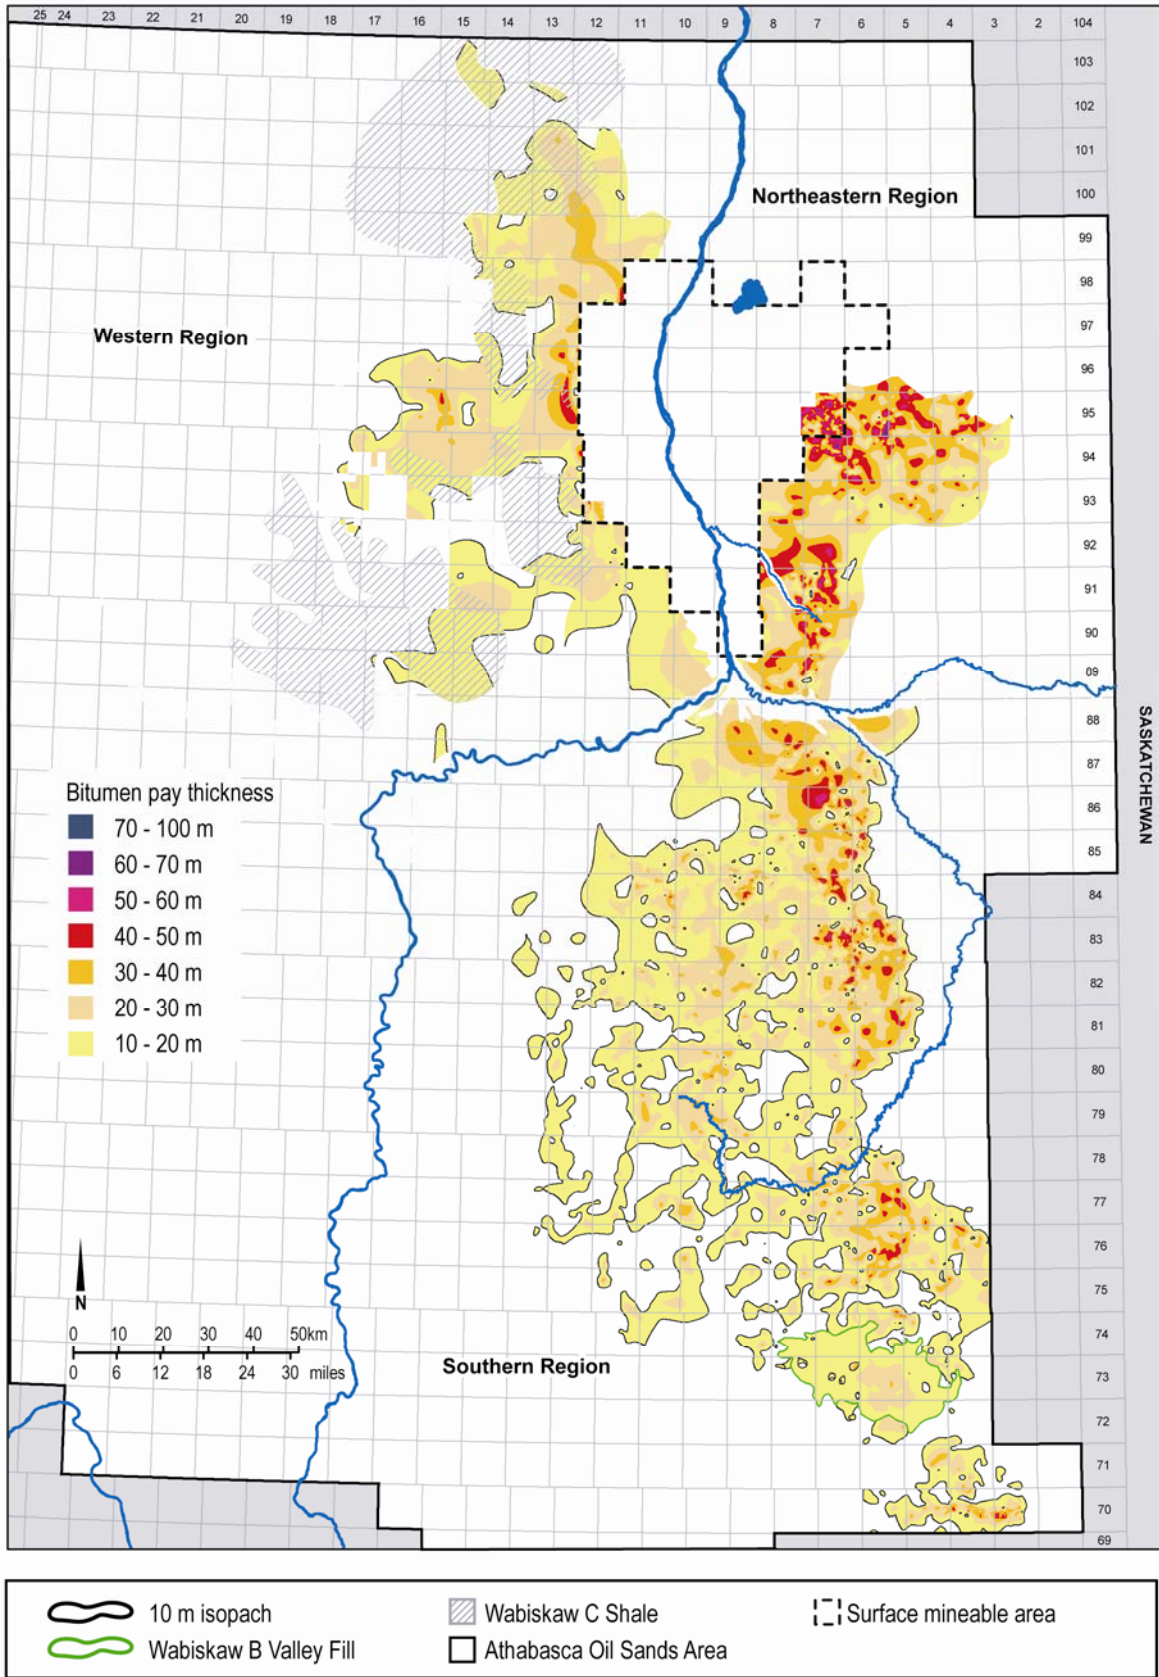 25 24 23 22 21 20 19 18 17 16 15 14 13 12 11 10 9 8 7 6 5 4 3 2 104
103
102
101
100
Northeastern Region
99
98
97
Western Region
96
95
94
93
92
91
90
09
88
SASKATCHEWAN
87
86
85
84
83
82
81
80
79
78
77
76
75
74
73
72
71
70
69
Bitumen pay thickness
70 - 100 m
60 - 70 m
50 - 60 m
40 - 50 m
30 - 40 m
20 - 30 m
10 - 20 m
N
0 10 20 30 40 50km
0 6 12 18 24 30 miles
Southern Region
10 m isopach
Wabiskaw C Shale
Surface mineable area
Wabiskaw B Valley Fill
Athabasca Oil Sands Area